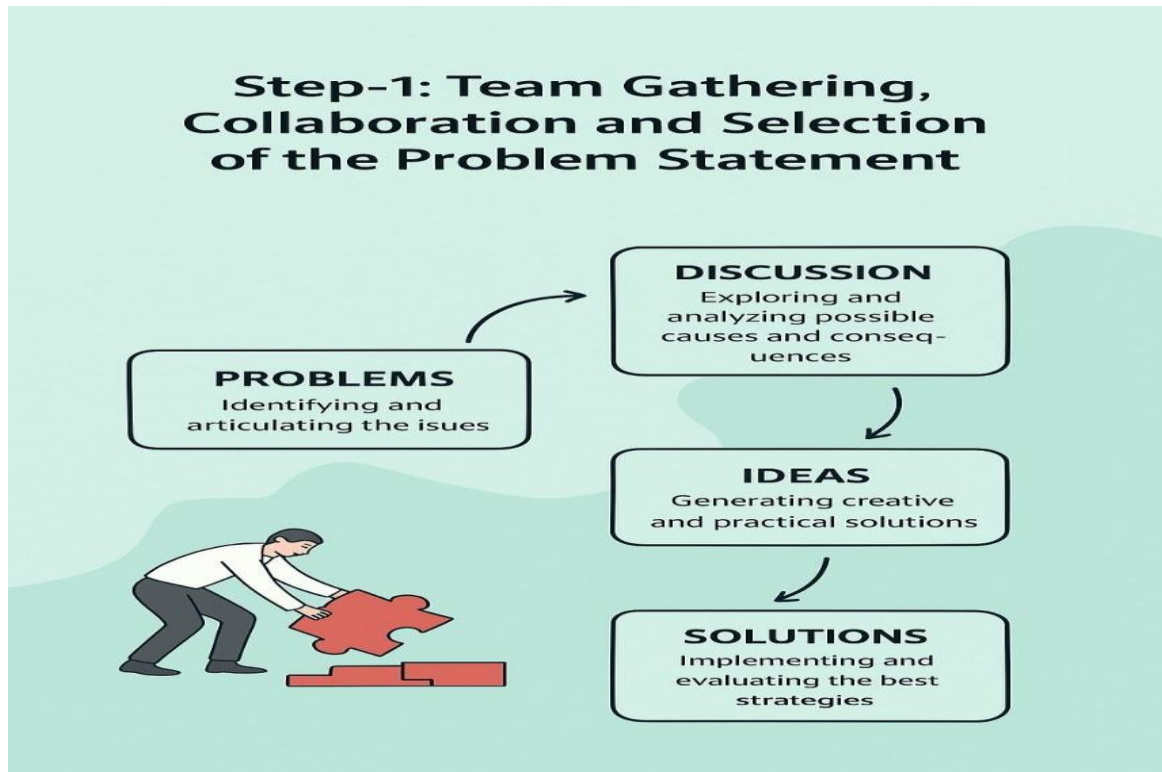 Step-1: Team Gathering,
Collaboration and Selection
of the Problem Statement
PROBLEMS
Identifying and
articulating the isues
DISCUSSION
Exploring and
analyzing possible
causes and conseq-
uences
IDEAS
Generating creative
and practical solutions
SOLUTIONS
Implementing and
evaluating the best
strategies